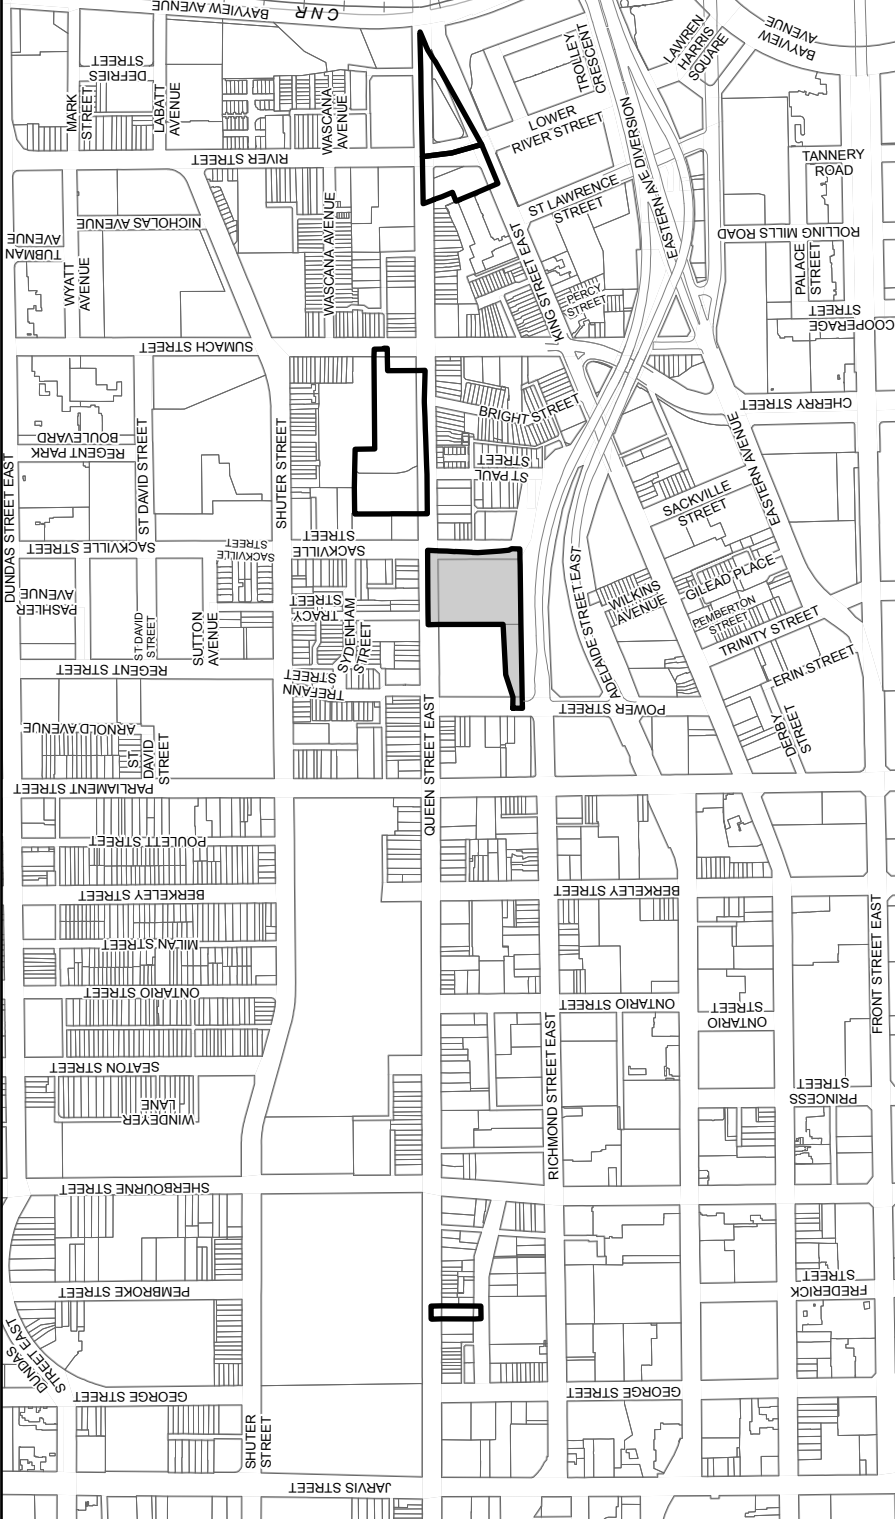 BAYVIEW AVENUE
CNR
BAYVIEW
AVENUE
LAWREN
HARRIS
SQUARE
TROLLEY
CRESCENT
DEFRIES
STREET
MARK
STREET
LABATT
AVENUE
WASCANA
AVENUE
LOWER
RIVER STREET
EASTERN AVE DIVERSION
RIVER STREET
TANNERY
ROAD
ST LAWRENCE
STREET
NICHOLAS AVENUE
WASCANA AVENUE
ROLLING MILLS ROAD
TUBMAN
AVENUE
WYATT
AVENUE
KING STREET EAST
PERCY
STREET
PALACE
STREET
COOPERAGE
STREET
SUMACH STREET
CHERRY STREET
BRIGHT STREET
REGENT PARK
BOULEVARD
ST DAVID STREET
SHUTER STREET
EASTERN AVENUE
ST PAUL
STREET
DUNDAS STREET EAST
SACKVILLE
STREET
SACKVILLE STREET
SACKVILLE
STREET
SACKVILLE
STREET
ADELAIDE STREET EAST
GILEAD PLACE
WILKINS
AVENUE
PASHLER
AVENUE
TRACY
STREET
PEMBERTON
STREET
ST DAVID
STREET
SUTTON
AVENUE
SYDENHAM
STREET
TRINITY STREET
ERIN STREET
REGENT STREET
TREFANN
STREET
POWER STREET
ARNOLD AVENUE
ST
DAVID
STREET
DERBY
STREET
QUEEN STREET EAST
PARLIAMENT STREET
POULETT STREET
BERKELEY STREET
BERKELEY STREET
MILAN STREET
FRONT STREET EAST
ONTARIO STREET
ONTARIO STREET
ONTARIO
STREET
RICHMOND STREET EAST
SEATON STREET
PRINCESS
STREET
WINDEYER
LANE
SHERBOURNE STREET
PEMBROKE STREET
FREDERICK
STREET
DUNDAS
STREET EAST
GEORGE STREET
GEORGE STREET
SHUTER
STREET
JARVIS STREET